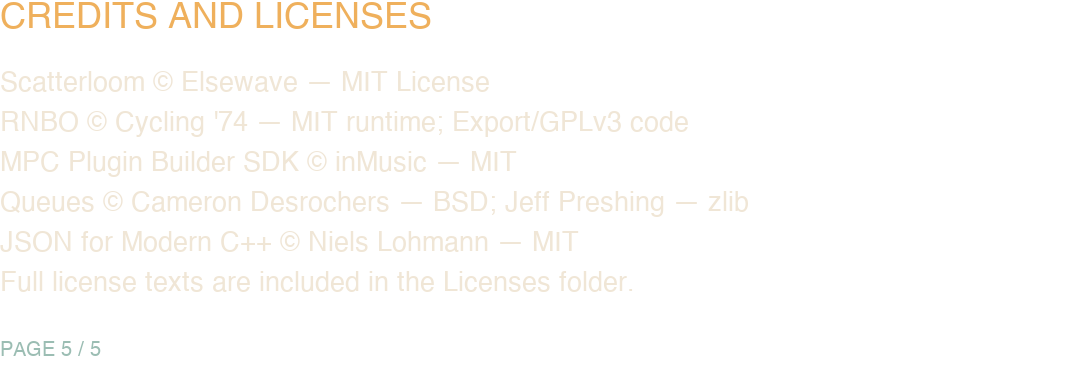 CREDITS AND LICENSES
Scatterloom © Elsewave — MIT License
RNBO © Cycling '74 — MIT runtime; Export/GPLv3 code
MPC Plugin Builder SDK © inMusic — MIT
Queues © Cameron Desrochers — BSD; Jeff Preshing — zlib
JSON for Modern C++ © Niels Lohmann — MIT
Full license texts are included in the Licenses folder.
PAGE 5 / 5